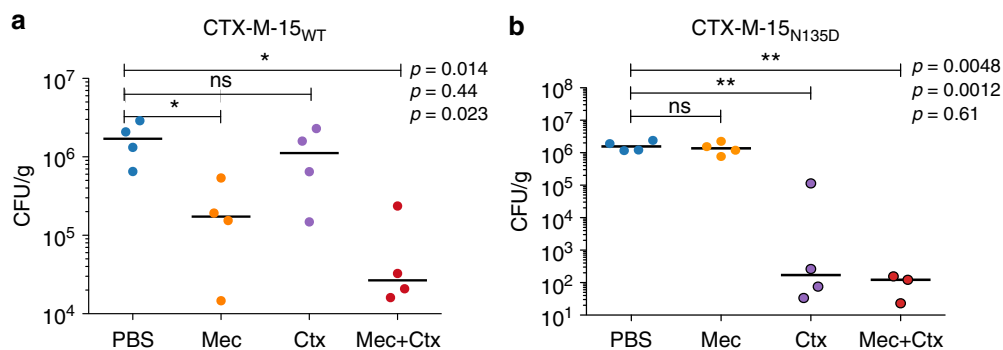 a
CTX-M-15WT
*
p = 0.014
ns
p = 0.44
*
p = 0.023
10^7
10^6
10^5
10^4
CFU/g
PBS Mec Ctx Mec+Ctx
b
CTX-M-15N135D
**
p = 0.0048
**
p = 0.0012
ns
p = 0.61
10^8
10^7
10^6
10^5
10^4
10^3
10^2
10^1
CFU/g
PBS Mec Ctx Mec+Ctx